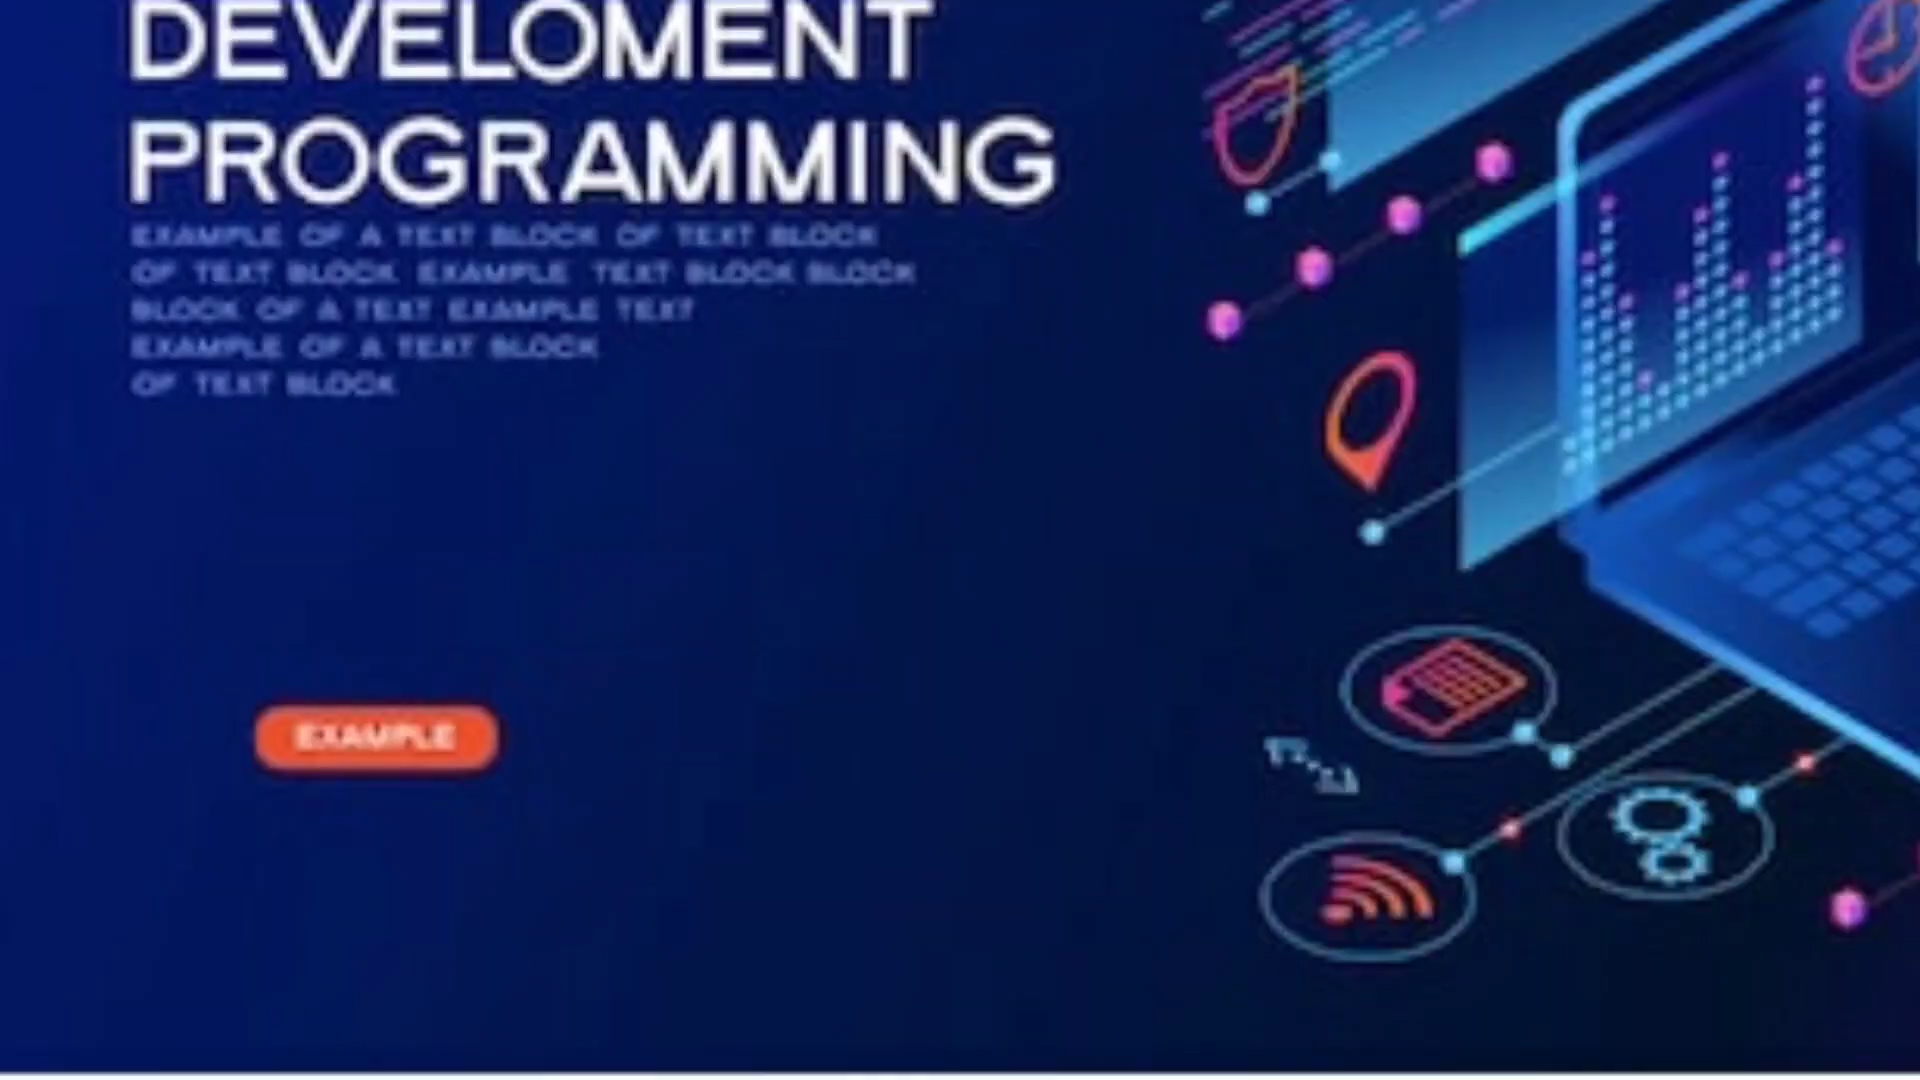 DEVELOMENT
PROGRAMMING
EXAMPLE OF A TEXT BLOCK OF TEXT BLOCK
OF TEXT BLOCK EXAMPLE TEXT BLOCK BLOCK
BLOCK OF A TEXT EXAMPLE TEXT
EXAMPLE OF A TEXT BLOCK
OF TEXT BLOCK
EXAMPLE